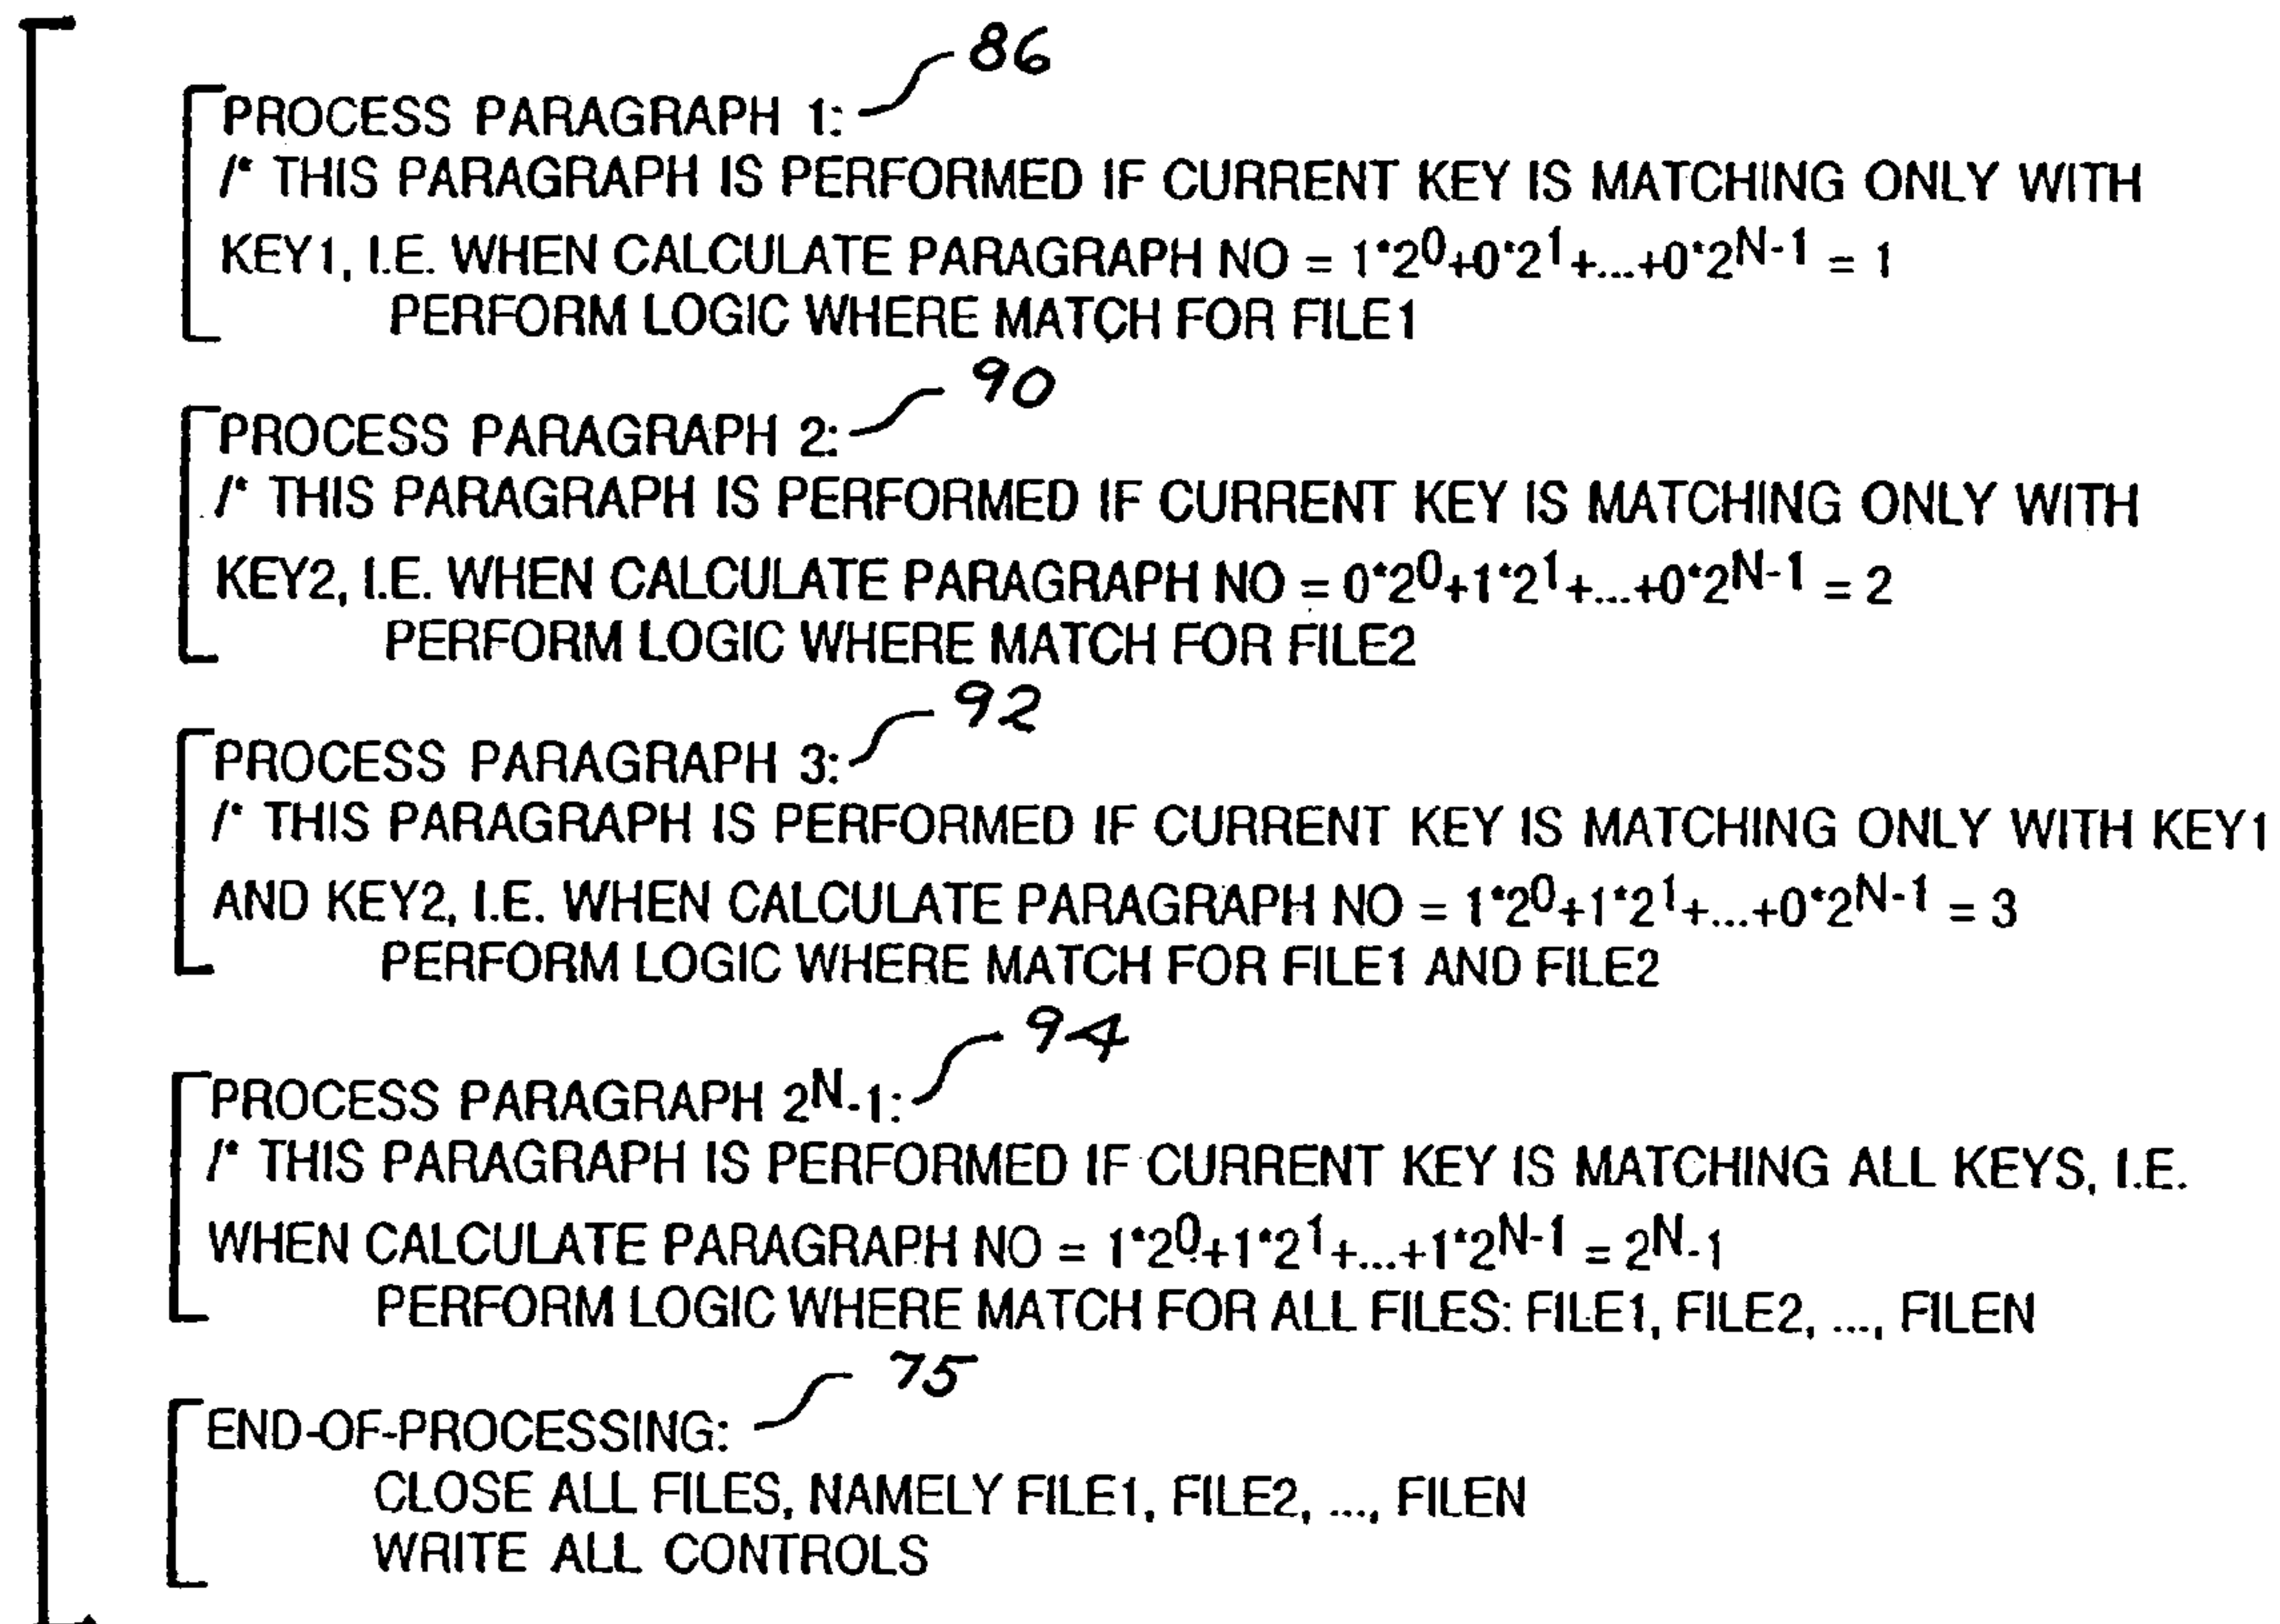 86
PROCESS PARAGRAPH 1:
/* THIS PARAGRAPH IS PERFORMED IF CURRENT KEY IS MATCHING ONLY WITH
KEY1, I.E. WHEN CALCULATE PARAGRAPH NO = 1*2^0+0*2^1+...+0*2^N-1 = 1
PERFORM LOGIC WHERE MATCH FOR FILE1
90
PROCESS PARAGRAPH 2:
/* THIS PARAGRAPH IS PERFORMED IF CURRENT KEY IS MATCHING ONLY WITH
KEY2, I.E. WHEN CALCULATE PARAGRAPH NO = 0*2^0+1*2^1+...+0*2^N-1 = 2
PERFORM LOGIC WHERE MATCH FOR FILE2
92
PROCESS PARAGRAPH 3:
/* THIS PARAGRAPH IS PERFORMED IF CURRENT KEY IS MATCHING ONLY WITH KEY1
AND KEY2, I.E. WHEN CALCULATE PARAGRAPH NO = 1*2^0+1*2^1+...+0*2^N-1 = 3
PERFORM LOGIC WHERE MATCH FOR FILE1 AND FILE2
94
PROCESS PARAGRAPH 2^N-1:
/* THIS PARAGRAPH IS PERFORMED IF CURRENT KEY IS MATCHING ALL KEYS, I.E.
WHEN CALCULATE PARAGRAPH NO = 1*2^0+1*2^1+...+1*2^N-1 = 2^N-1
PERFORM LOGIC WHERE MATCH FOR ALL FILES: FILE1, FILE2, ..., FILEN
75
END-OF-PROCESSING:
CLOSE ALL FILES, NAMELY FILE1, FILE2, ..., FILEN
WRITE ALL CONTROLS